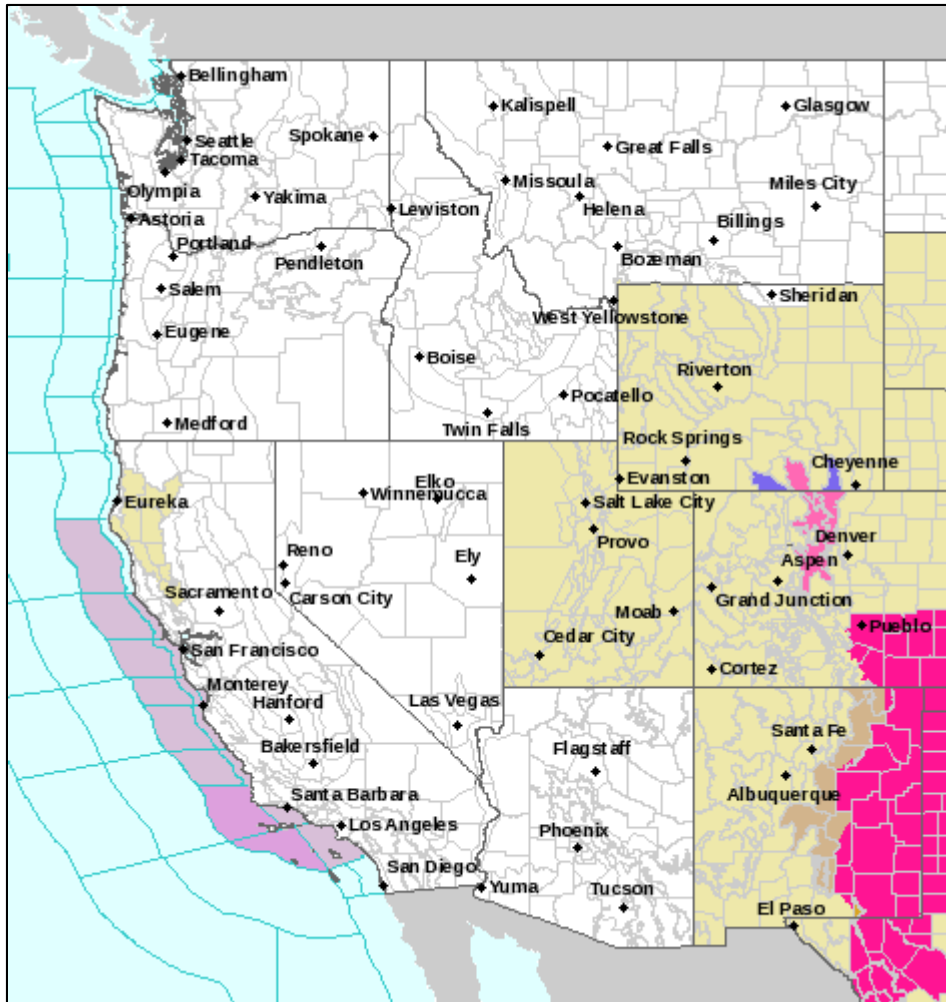 Bellingham
Kalispell
Glasgow
Spokane
Seattle
Great Falls
Tacoma
Missoula
Miles City
Olympia
Yakima
Helena
Lewiston
Astoria
Billings
Portland
Bozeman
Pendleton
Salem
Sheridan
West Yellowstone
Eugene
Boise
Riverton
Pocatello
Medford
Twin Falls
Rock Springs
Cheyenne
Elko
Evanston
Winnemucca
Eureka
Salt Lake City
Provo
Denver
Reno
Ely
Aspen
Sacramento
Carson City
Grand Junction
Moab
Pueblo
Cedar City
San Francisco
Cortez
Monterey
Hanford
Las Vegas
Santa Fe
Bakersfield
Flagstaff
Albuquerque
Santa Barbara
Los Angeles
Phoenix
San Diego
Yuma
Tucson
El Paso